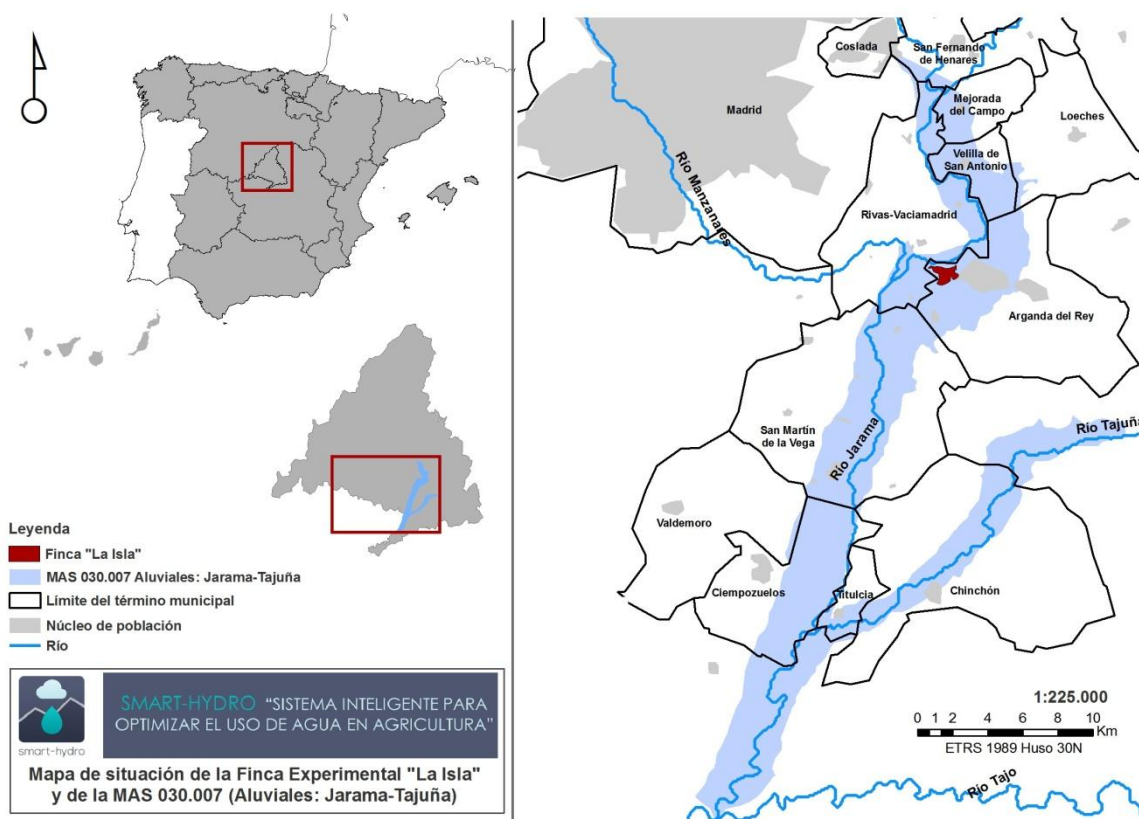 Leyenda
Finca "La Isla"
MAS 030.007 Aluviales: Jarama-Tajuña
Límite del término municipal
Núcleo de población
Río
smart-hydro
SMART-HYDRO “SISTEMA INTELIGENTE PARA
OPTIMIZAR EL USO DE AGUA EN AGRICULTURA”
Mapa de situación de la Finca Experimental "La Isla"
y de la MAS 030.007 (Aluviales: Jarama-Tajuña)
Coslada
San Fernando
de Henares
Madrid
Mejorada
del Campo
Loeches
Velilla de
San Antonio
Río Manzanares
Rivas-Vaciamadrid
Arganda del Rey
San Martín
de la Vega
Río Jarama
Río Tajuña
Valdemoro
Ciempozuelos
Titulcia
Chinchón
1:225.000
0 1 2 4 6 8 10
Km
ETRS 1989 Huso 30N
Río Tajo